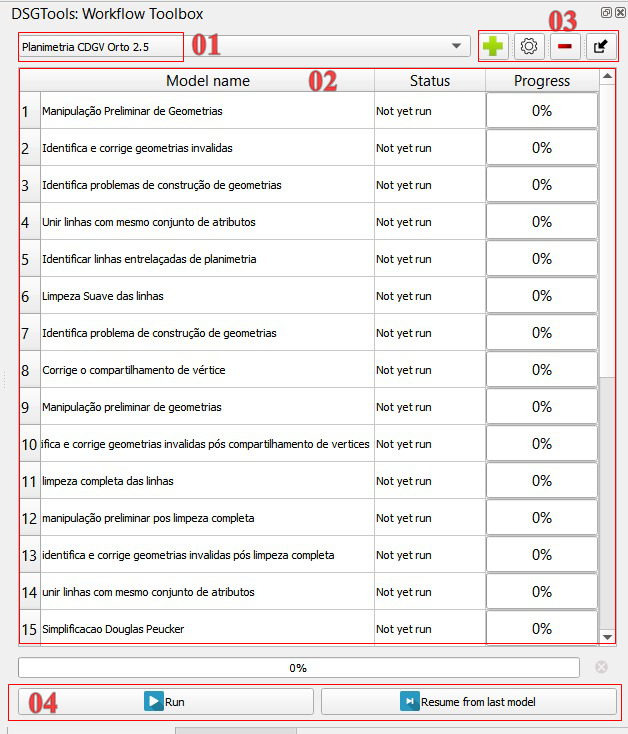 DSGTools: Workflow Toolbox
03
Planimetria CDGV Orto 2.5
01
Model name
02
Status
Progress
1 Manipulação Preliminar de Geometrias Not yet run 0%
2 Identifica e corrige geometrias invalidas Not yet run 0%
3 Identifica problemas de construção de geometrias Not yet run 0%
4 Unir linhas com mesmo conjunto de atributos Not yet run 0%
5 Identificar linhas entrelaçadas de planimetria Not yet run 0%
6 Limpeza Suave das linhas Not yet run 0%
7 Identifica problema de construção de geometrias Not yet run 0%
8 Corrige o compartilhamento de vértice Not yet run 0%
9 Manipulação preliminar de geometrias Not yet run 0%
10 ifica e corrige geometrias invalidas pós compartilhamento de vertices Not yet run 0%
11 limpeza completa das linhas Not yet run 0%
12 manipulação preliminar pos limpeza completa Not yet run 0%
13 identifica e corrige geometrias invalidas pós limpeza completa Not yet run 0%
14 unir linhas com mesmo conjunto de atributos Not yet run 0%
15 Simplificacao Douglas Peucker Not yet run 0%
0%
04
Run
Resume from last model